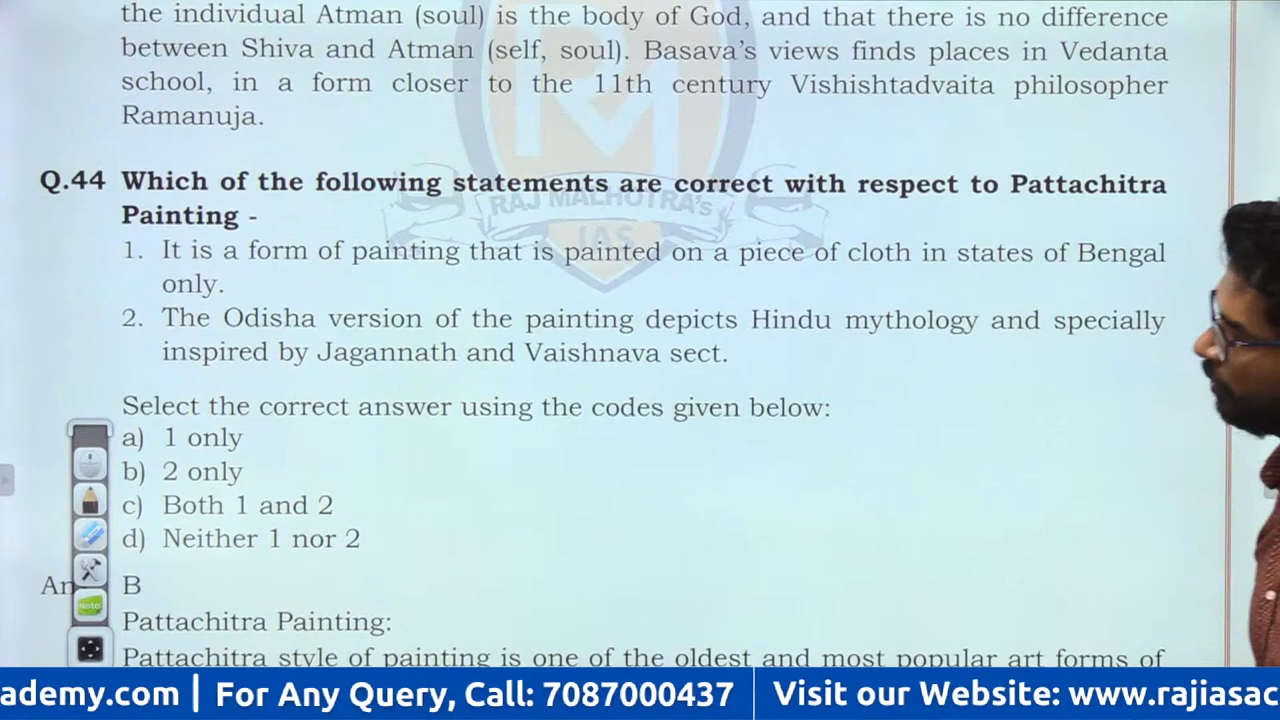 the individual Atman (soul) is the body of God, and that there is no difference
between Shiva and Atman (self, soul). Basava's views finds places in Vedanta
school, in a form closer to the 11th century Vishishtadvaita philosopher
Ramanuja.
RAJ MALHOTRA's
IAS
Q.44 Which of the following statements are correct with respect to Pattachitra
Painting -
1. It is a form of painting that is painted on a piece of cloth in states of Bengal
only.
2. The Odisha version of the painting depicts Hindu mythology and specially
inspired by Jagannath and Vaishnava sect.
Select the correct answer using the codes given below:
a) 1 only
b) 2 only
c) Both 1 and 2
d) Neither 1 nor 2
An B
Note
Pattachitra Painting:
Pattachitra style of painting is one of the oldest and most popular art forms of
ademy.com | For Any Query, Call: 7087000437 | Visit our Website: www.rajiasac